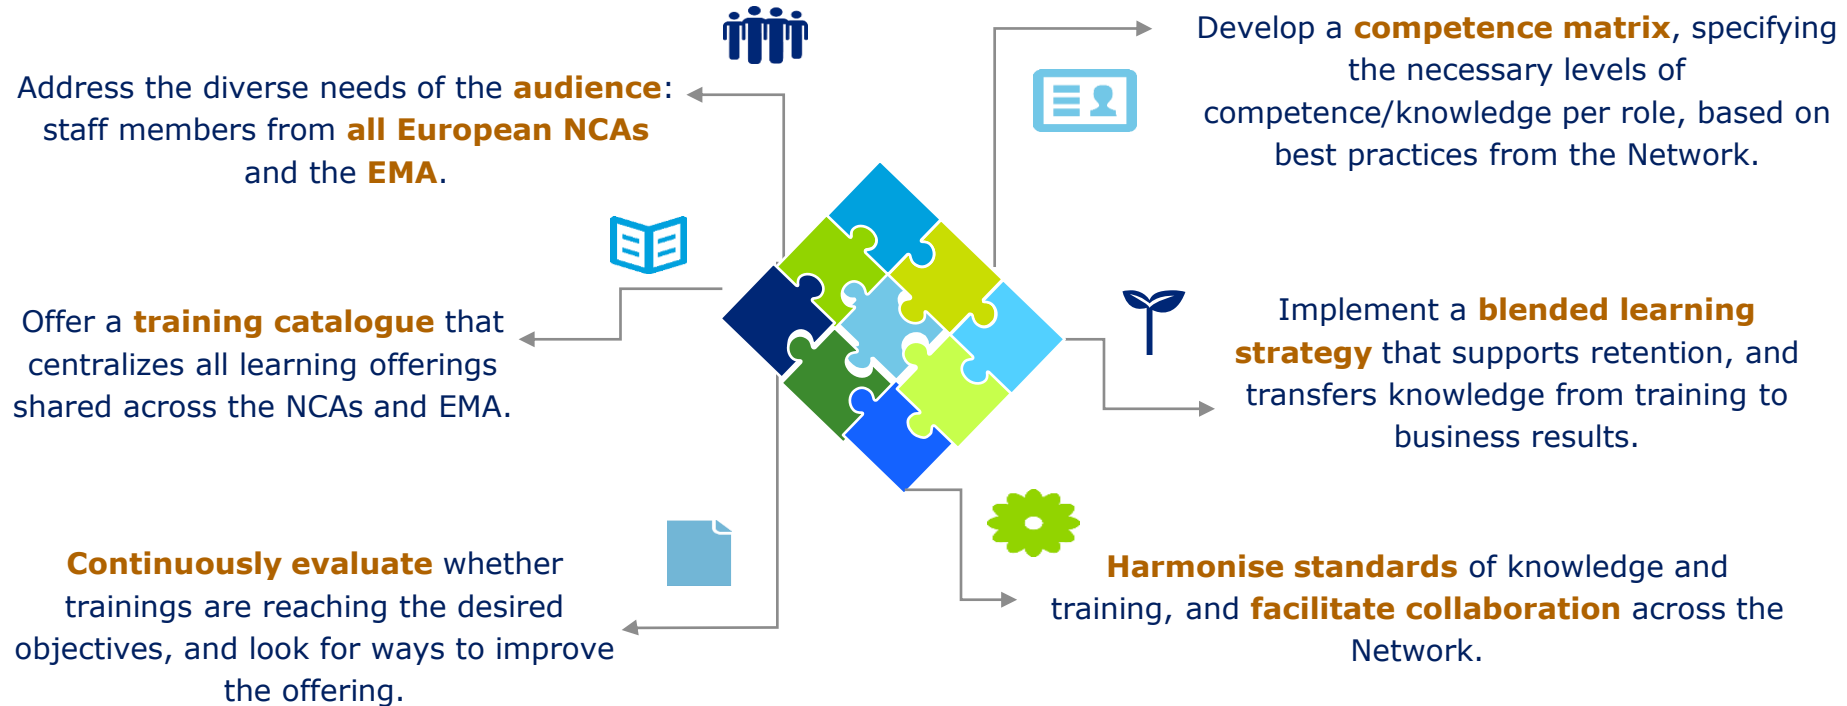 Address the diverse needs of the audience:
staff members from all European NCAs
and the EMA.
Offer a training catalogue that
centralizes all learning offerings
shared across the NCAs and EMA.
Continuously evaluate whether
trainings are reaching the desired
objectives, and look for ways to improve
the offering.
Develop a competence matrix, specifying
the necessary levels of
competence/knowledge per role, based on
best practices from the Network.
Implement a blended learning
strategy that supports retention, and
transfers knowledge from training to
business results.
Harmonise standards of knowledge and
training, and facilitate collaboration across the
Network.